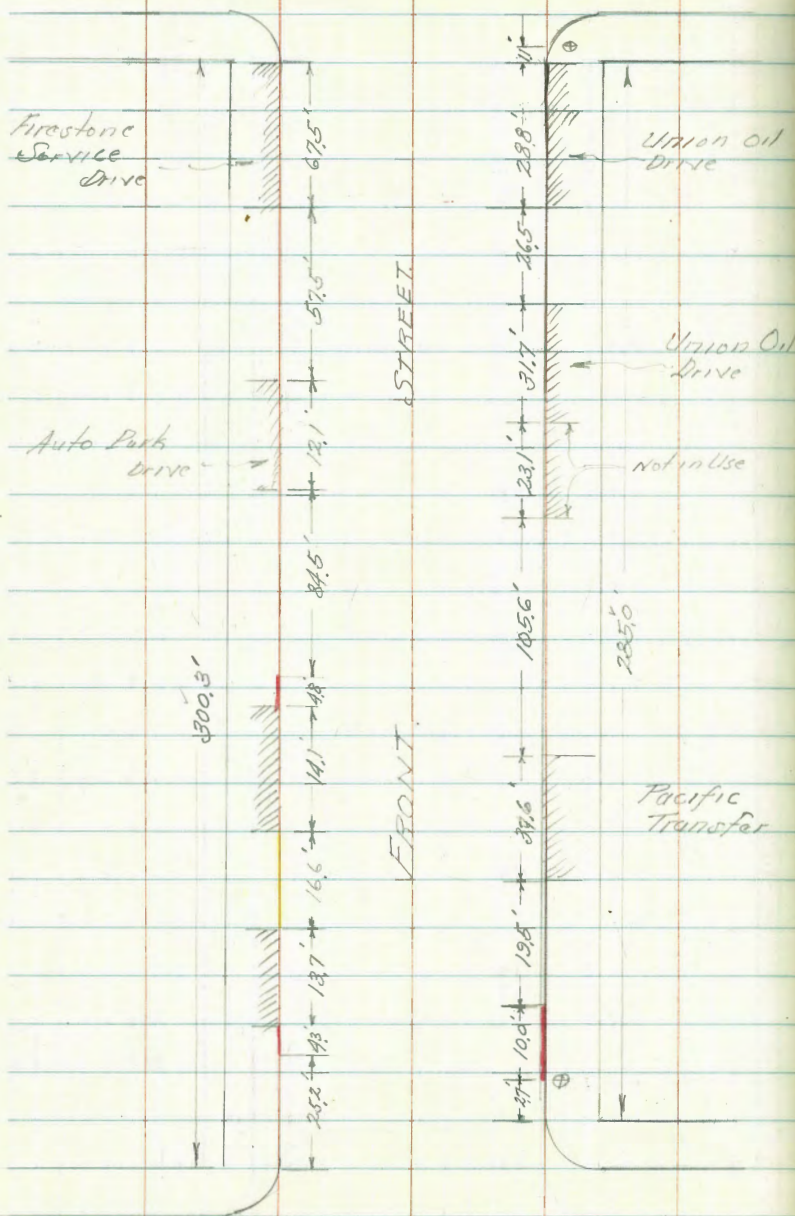 11'
Firestone
Service
Drive
67.5'
28.8'
Union Oil
Drive
57.5'
26.5'
STREET
31.7'
Union Oil
Drive
Auto Park
Drive
12.1'
23.1'
Not in Use
84.5'
105.6'
300.3'
285.0'
4.8'
14.1'
FRONT
Pacific
Transfer
16.6'
19.5'
13.7'
10.0'
4.3'
25.2'
2.7'